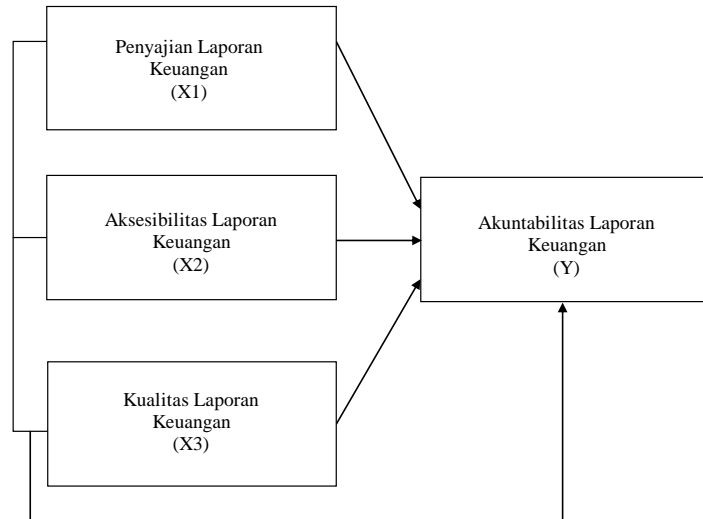 Penyajian Laporan
Keuangan
(X1)
Aksesibilitas Laporan
Keuangan
(X2)
Akuntabilitas Laporan
Keuangan
(Y)
Kualitas Laporan
Keuangan
(X3)